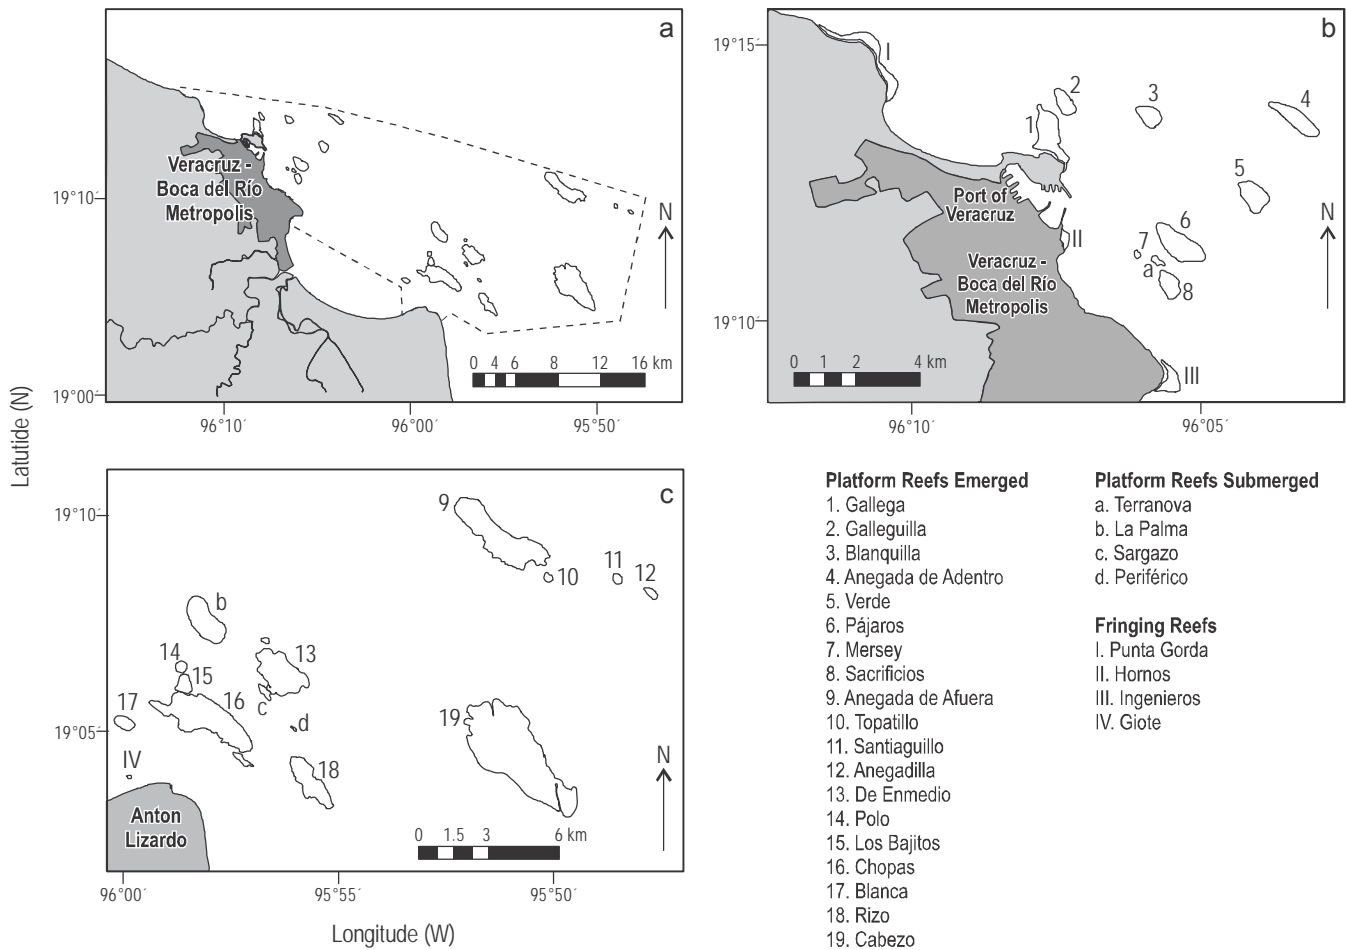 a
Veracruz -
Boca del Río
Metropolis
19°10´
19°00´
N
0 4 6 8 12 16 km
96°10´ 96°00´ 95°50´
b
19°15´
19°10´
I
1
2
3
4
5
6
7
a
8
II
III
Port of
Veracruz
Veracruz -
Boca del Río
Metropolis
N
0 1 2 4 km
96°10´ 96°05´
Latutide (N)
c
19°10´
19°05´
9
10
11
12
b
13
14
15
16
17
c
d
18
19
IV
Anton
Lizardo
N
0 1.5 3 6 km
96°00´ 95°55´ 95°50´
Longitude (W)
Platform Reefs Emerged
1. Gallega
2. Galleguilla
3. Blanquilla
4. Anegada de Adentro
5. Verde
6. Pájaros
7. Mersey
8. Sacrificios
9. Anegada de Afuera
10. Topatillo
11. Santiaguillo
12. Anegadilla
13. De Enmedio
14. Polo
15. Los Bajitos
16. Chopas
17. Blanca
18. Rizo
19. Cabezo
Platform Reefs Submerged
a. Terranova
b. La Palma
c. Sargazo
d. Periférico
Fringing Reefs
I. Punta Gorda
II. Hornos
III. Ingenieros
IV. Giote